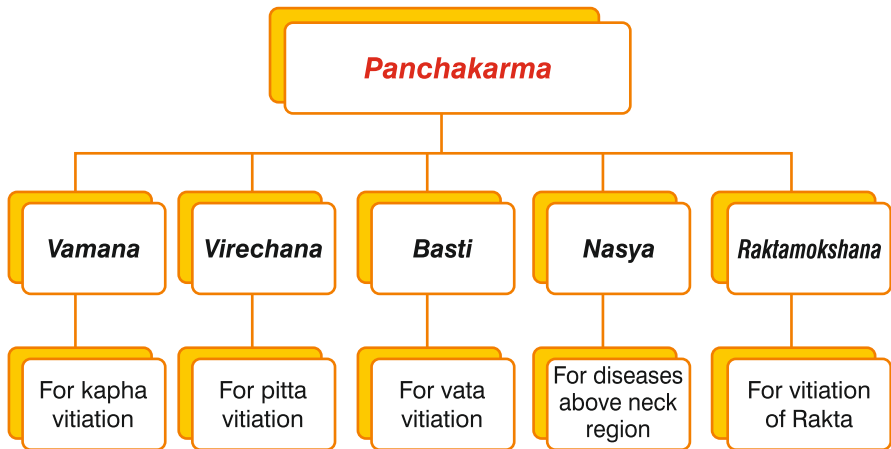 Panchakarma
Vamana
Virechana
Basti
Nasya
Raktamokshana
For kapha
vitiation
For pitta
vitiation
For vata
vitiation
For diseases
above neck
region
For vitiation
of Rakta